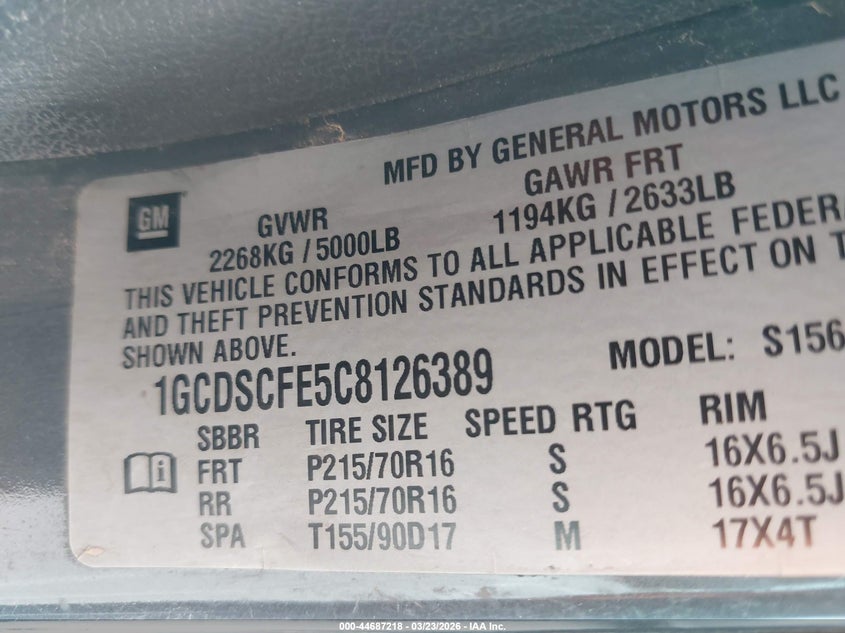 MFD BY GENERAL MOTORS LLC
GM
GVWR
GAWR FRT
2268KG / 5000LB
1194KG / 2633LB
THIS VEHICLE CONFORMS TO ALL APPLICABLE FEDER
AND THEFT PREVENTION STANDARDS IN EFFECT ON T
SHOWN ABOVE.
1GCDSCFE5C8126389
MODEL: S156
SBBR TIRE SIZE SPEED RTG RIM
FRT P215/70R16 S 16X6.5J
RR P215/70R16 S 16X6.5J
SPA T155/90D17 M 17X4T
000-44687218 - 03/23/2026 - IAA Inc.